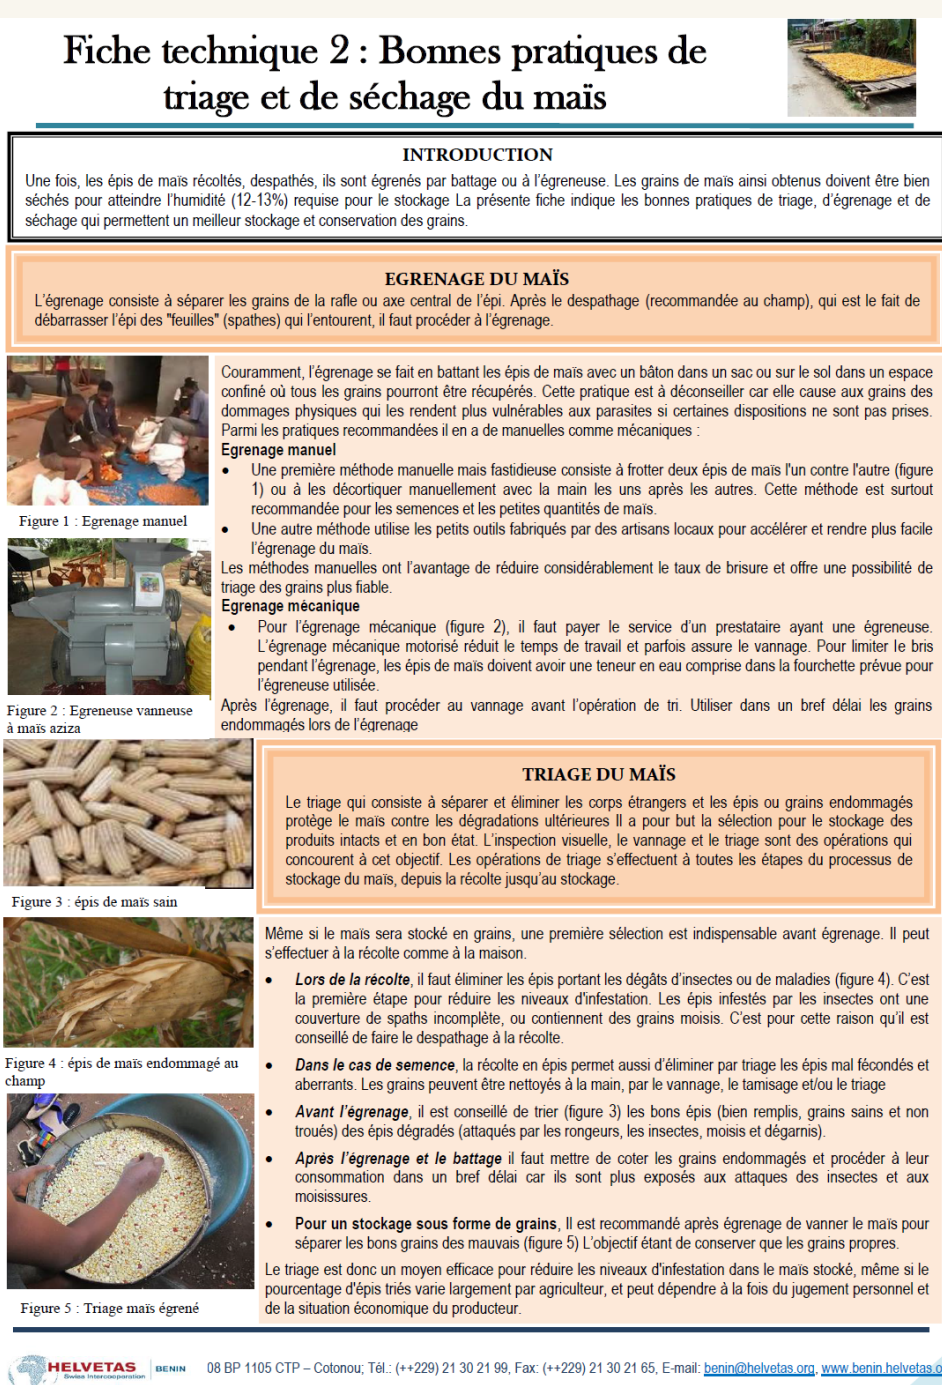 Fiche technique 2 : Bonnes pratiques de
triage et de séchage du maïs
INTRODUCTION
Une fois, les épis de maïs récoltés, despathés, ils sont égrenés par battage ou à l'égreneuse. Les grains de maïs ainsi obtenus doivent être bien
séchés pour atteindre l'humidité (12-13%) requise pour le stockage La présente fiche indique les bonnes pratiques de triage, d'égrenage et de
séchage qui permettent un meilleur stockage et conservation des grains.
EGRENAGE DU MAÏS
L'égrenage consiste à séparer les grains de la rafle ou axe central de l'épi. Après le despathage (recommandée au champ), qui est le fait de
débarrasser l'épi des "feuilles" (spathes) qui l'entourent, il faut procéder à l'égrenage.
Couramment, l'égrenage se fait en battant les épis de maïs avec un bâton dans un sac ou sur le sol dans un espace
confiné où tous les grains pourront être récupérés. Cette pratique est à déconseiller car elle cause aux grains des
dommages physiques qui les rendent plus vulnérables aux parasites si certaines dispositions ne sont pas prises.
Parmi les pratiques recommandées il en a de manuelles comme mécaniques :
Egrenage manuel
• Une première méthode manuelle mais fastidieuse consiste à frotter deux épis de maïs l'un contre l'autre (figure
1) ou à les décortiquer manuellement avec la main les uns après les autres. Cette méthode est surtout
recommandée pour les semences et les petites quantités de maïs.
• Une autre méthode utilise les petits outils fabriqués par des artisans locaux pour accélérer et rendre plus facile
l'égrenage du maïs.
Les méthodes manuelles ont l'avantage de réduire considérablement le taux de brisure et offre une possibilité de
triage des grains plus fiable.
Egrenage mécanique
• Pour l'égrenage mécanique (figure 2), il faut payer le service d'un prestataire ayant une égreneuse.
L'égrenage mécanique motorisé réduit le temps de travail et parfois assure le vannage. Pour limiter le bris
pendant l'égrenage, les épis de maïs doivent avoir une teneur en eau comprise dans la fourchette prévue pour
l'égreneuse utilisée.
Après l'égrenage, il faut procéder au vannage avant l'opération de tri. Utiliser dans un bref délai les grains
endommagés lors de l'égrenage
Figure 1 : Egrenage manuel
Figure 2 : Egreneuse vanneuse
à maïs aziza
TRIAGE DU MAÏS
Le triage qui consiste à séparer et éliminer les corps étrangers et les épis ou grains endommagés
protège le maïs contre les dégradations ultérieures Il a pour but la sélection pour le stockage des
produits intacts et en bon état. L'inspection visuelle, le vannage et le triage sont des opérations qui
concourent à cet objectif. Les opérations de triage s'effectuent à toutes les étapes du processus de
stockage du maïs, depuis la récolte jusqu'au stockage.
Figure 3 : épis de maïs sain
Même si le maïs sera stocké en grains, une première sélection est indispensable avant égrenage. Il peut
s'effectuer à la récolte comme à la maison.
• Lors de la récolte, il faut éliminer les épis portant les dégâts d'insectes ou de maladies (figure 4). C'est
la première étape pour réduire les niveaux d'infestation. Les épis infestés par les insectes ont une
couverture de spaths incomplète, ou contiennent des grains moisis. C'est pour cette raison qu'il est
conseillé de faire le despathage à la récolte.
• Dans le cas de semence, la récolte en épis permet aussi d'éliminer par triage les épis mal fécondés et
aberrants. Les grains peuvent être nettoyés à la main, par le vannage, le tamisage et/ou le triage
• Avant l'égrenage, il est conseillé de trier (figure 3) les bons épis (bien remplis, grains sains et non
troués) des épis dégradés (attaqués par les rongeurs, les insectes, moisis et dégarnis).
• Après l'égrenage et le battage il faut mettre de coter les grains endommagés et procéder à leur
consommation dans un bref délai car ils sont plus exposés aux attaques des insectes et aux
moisissures.
• Pour un stockage sous forme de grains, Il est recommandé après égrenage de vanner le maïs pour
séparer les bons grains des mauvais (figure 5) L'objectif étant de conserver que les grains propres.
Le triage est donc un moyen efficace pour réduire les niveaux d'infestation dans le maïs stocké, même si le
pourcentage d'épis triés varie largement par agriculteur, et peut dépendre à la fois du jugement personnel et
de la situation économique du producteur.
Figure 4 : épis de maïs endommagé au
champ
Figure 5 : Triage maïs égrené
HELVETAS
Swiss Intercooperation
BENIN
08 BP 1105 CTP – Cotonou; Tél.: (++229) 21 30 21 99, Fax: (++229) 21 30 21 65, E-mail: benin@helvetas.org, www.benin.helvetas.o